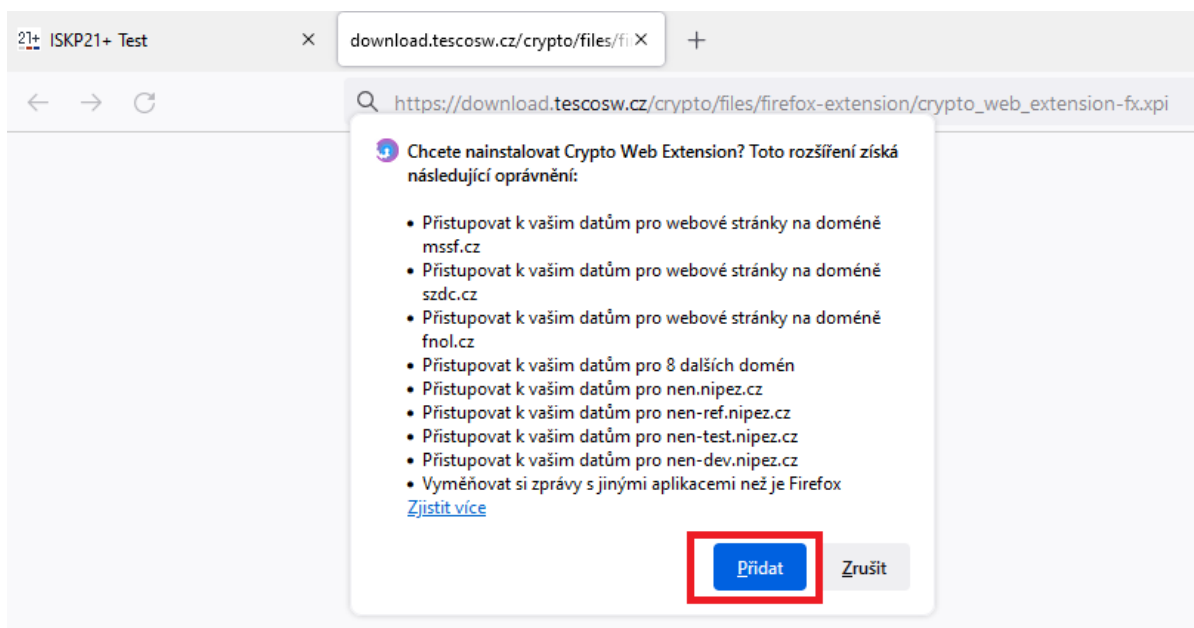 21+ ISKP21+ Test
download.tescosw.cz/crypto/files/fi
https://download.tescosw.cz/crypto/files/firefox-extension/crypto_web_extension-fx.xpi
Chcete nainstalovat Crypto Web Extension? Toto rozšíření získá
následující oprávnění:
• Přistupovat k vašim datům pro webové stránky na doméně
mssf.cz
• Přistupovat k vašim datům pro webové stránky na doméně
szdc.cz
• Přistupovat k vašim datům pro webové stránky na doméně
fnol.cz
• Přistupovat k vašim datům pro 8 dalších domén
• Přistupovat k vašim datům pro nen.nipez.cz
• Přistupovat k vašim datům pro nen-ref.nipez.cz
• Přistupovat k vašim datům pro nen-test.nipez.cz
• Přistupovat k vašim datům pro nen-dev.nipez.cz
• Vyměňovat si zprávy s jinými aplikacemi než je Firefox
Zjistit více
Přidat
Zrušit